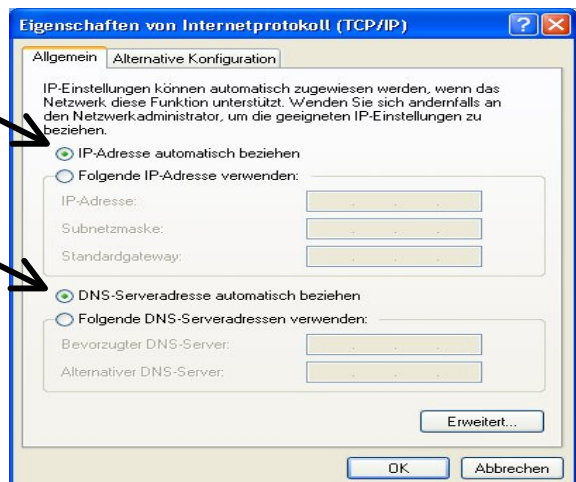 Eigenschaften von Internetprotokoll (TCP/IP)
Allgemein
Alternative Konfiguration
IP-Einstellungen können automatisch zugewiesen werden, wenn das
Netzwerk diese Funktion unterstützt. Wenden Sie sich andernfalls an
den Netzwerkadministrator, um die geeigneten IP-Einstellungen zu
beziehen.
IP-Adresse automatisch beziehen
Folgende IP-Adresse verwenden:
IP-Adresse:
Subnetzmaske:
Standardgateway:
DNS-Serveradresse automatisch beziehen
Folgende DNS-Serveradressen verwenden:
Bevorzugter DNS-Server:
Alternativer DNS-Server:
Erweitert...
OK
Abbrechen